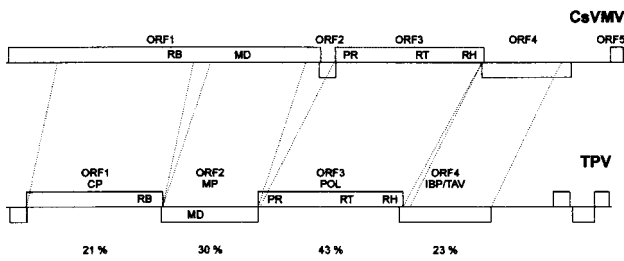 CsVMV
ORF1 ORF2 ORF3 ORF4 ORF5
RB MD PR RT RH
TPV
ORF1 ORF2 ORF3 ORF4
CP MP POL IBP/TAV
RB PR RT RH
MD
21 % 30 % 43 % 23 %